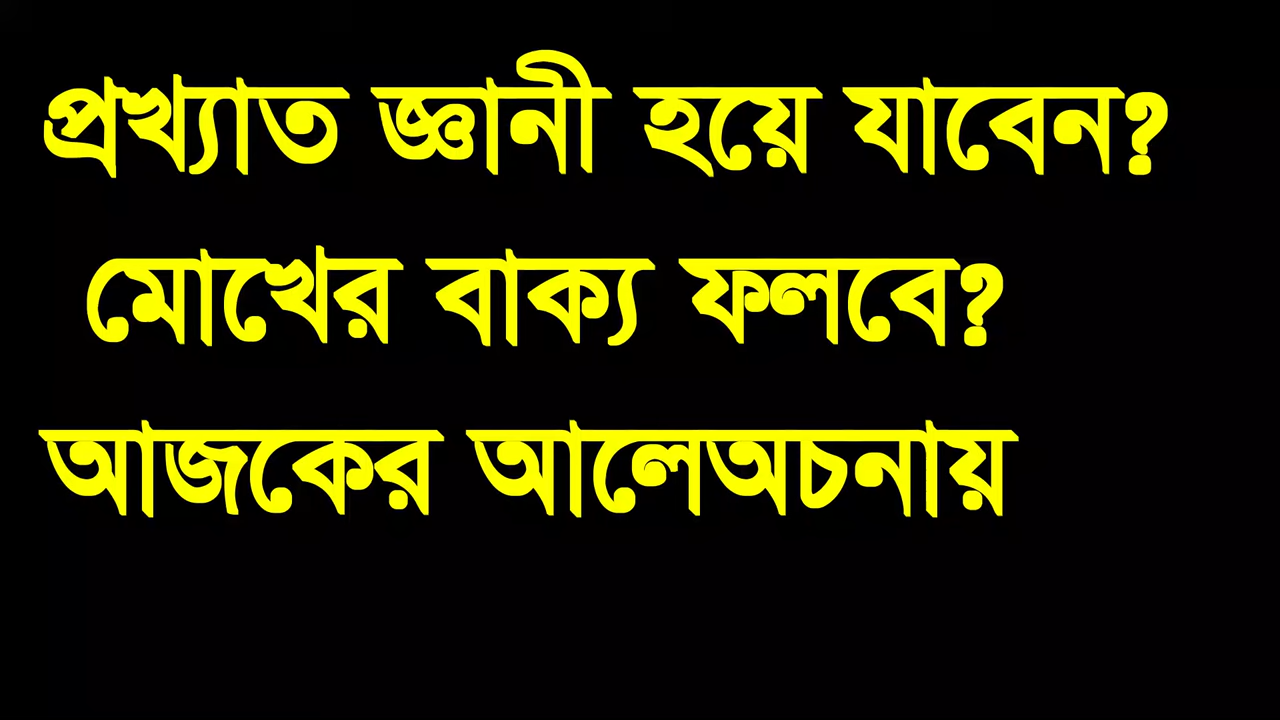 প্রখ্যাত জ্ঞানী হয়ে যাবেন?
মোখের বাক্য ফলবে?
আজকের আলেঅচনায়